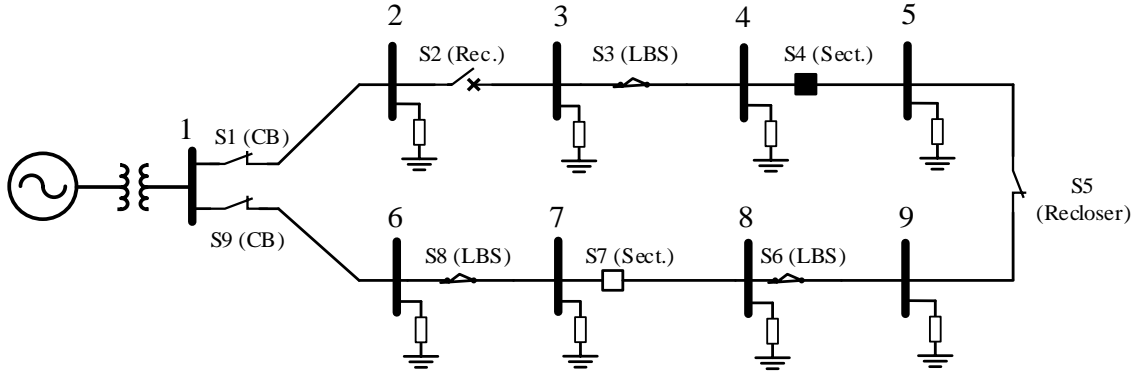 2
3
4
5
S2 (Rec.)
S3 (LBS)
S4 (Sect.)
1
S1 (CB)
S9 (CB)
S5
(Recloser)
6
7
8
9
S8 (LBS)
S7 (Sect.)
S6 (LBS)